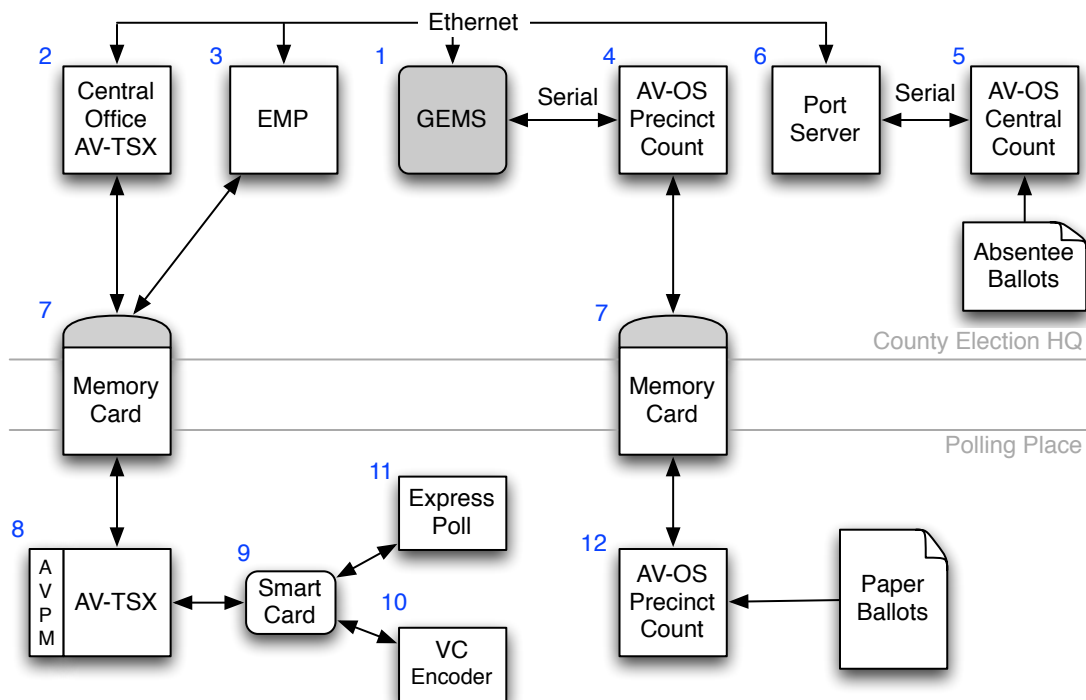 Ethernet
2
3
1
4
6
5
Central
Office
AV-TSX
EMP
GEMS
Serial
AV-OS
Precinct
Count
Port
Server
Serial
AV-OS
Central
Count
Absentee
Ballots
7
7
County Election HQ
Memory
Card
Memory
Card
Polling Place
8
A
V
P
M
AV-TSX
9
Smart
Card
11
Express
Poll
10
VC
Encoder
12
AV-OS
Precinct
Count
Paper
Ballots